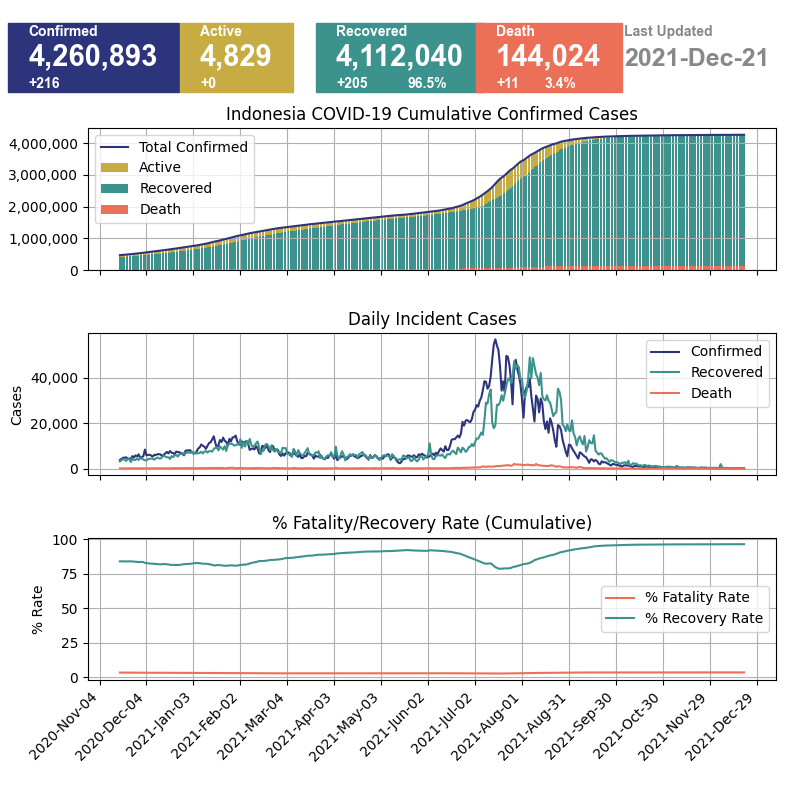 Confirmed
4,260,893
+216
Active
4,829
+0
Recovered
4,112,040
+205 96.5%
Death
144,024
+11 3.4%
Last Updated
2021-Dec-21
Indonesia COVID-19 Cumulative Confirmed Cases
4,000,000
3,000,000
2,000,000
1,000,000
0
Total Confirmed
Active
Recovered
Death
Daily Incident Cases
Cases
40,000
20,000
0
Confirmed
Recovered
Death
% Fatality/Recovery Rate (Cumulative)
% Rate
100
75
50
25
0
% Fatality Rate
% Recovery Rate
2020-Nov-04
2020-Dec-04
2021-Jan-03
2021-Feb-02
2021-Mar-04
2021-Apr-03
2021-May-03
2021-Jun-02
2021-Jul-02
2021-Aug-01
2021-Aug-31
2021-Sep-30
2021-Oct-30
2021-Nov-29
2021-Dec-29